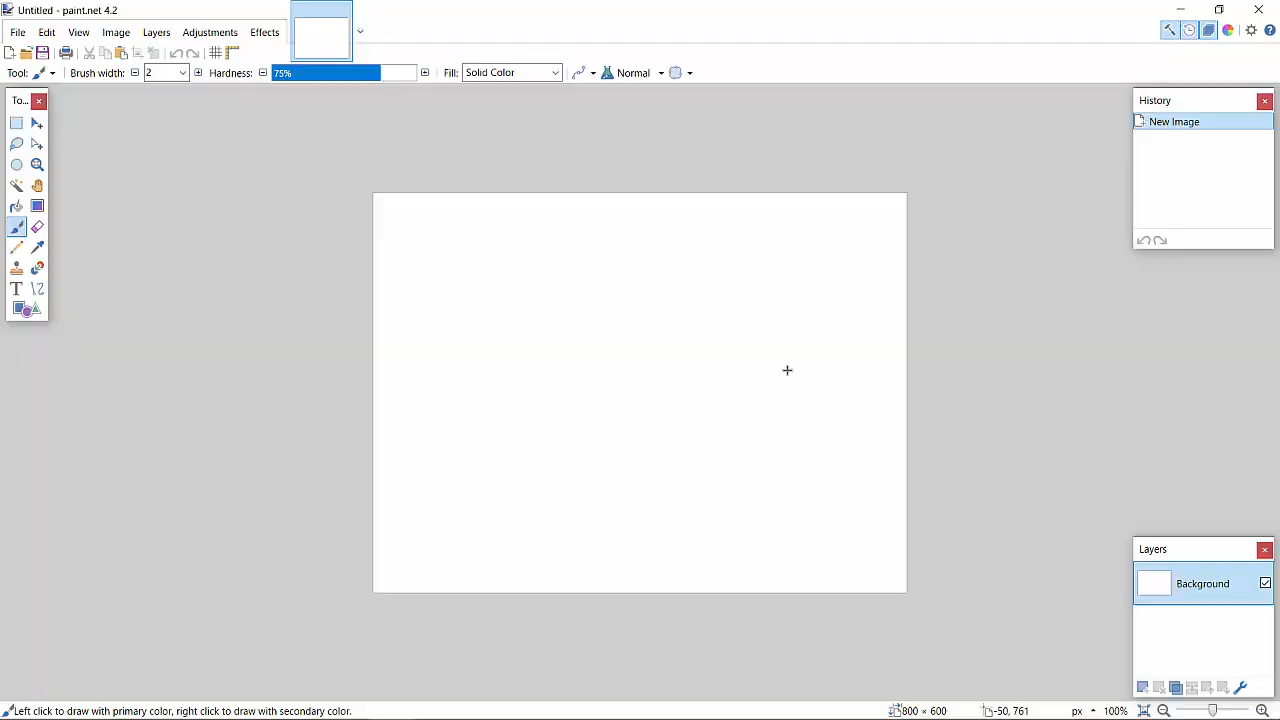 Untitled - paint.net 4.2
File Edit View Image Layers Adjustments Effects
Tool: Brush width: 2 Hardness: 75% Fill: Solid Color Normal
To...
History
New Image
T
Layers
Background
Left click to draw with primary color, right click to draw with secondary color. 800 × 600 -50, 761 px 100%